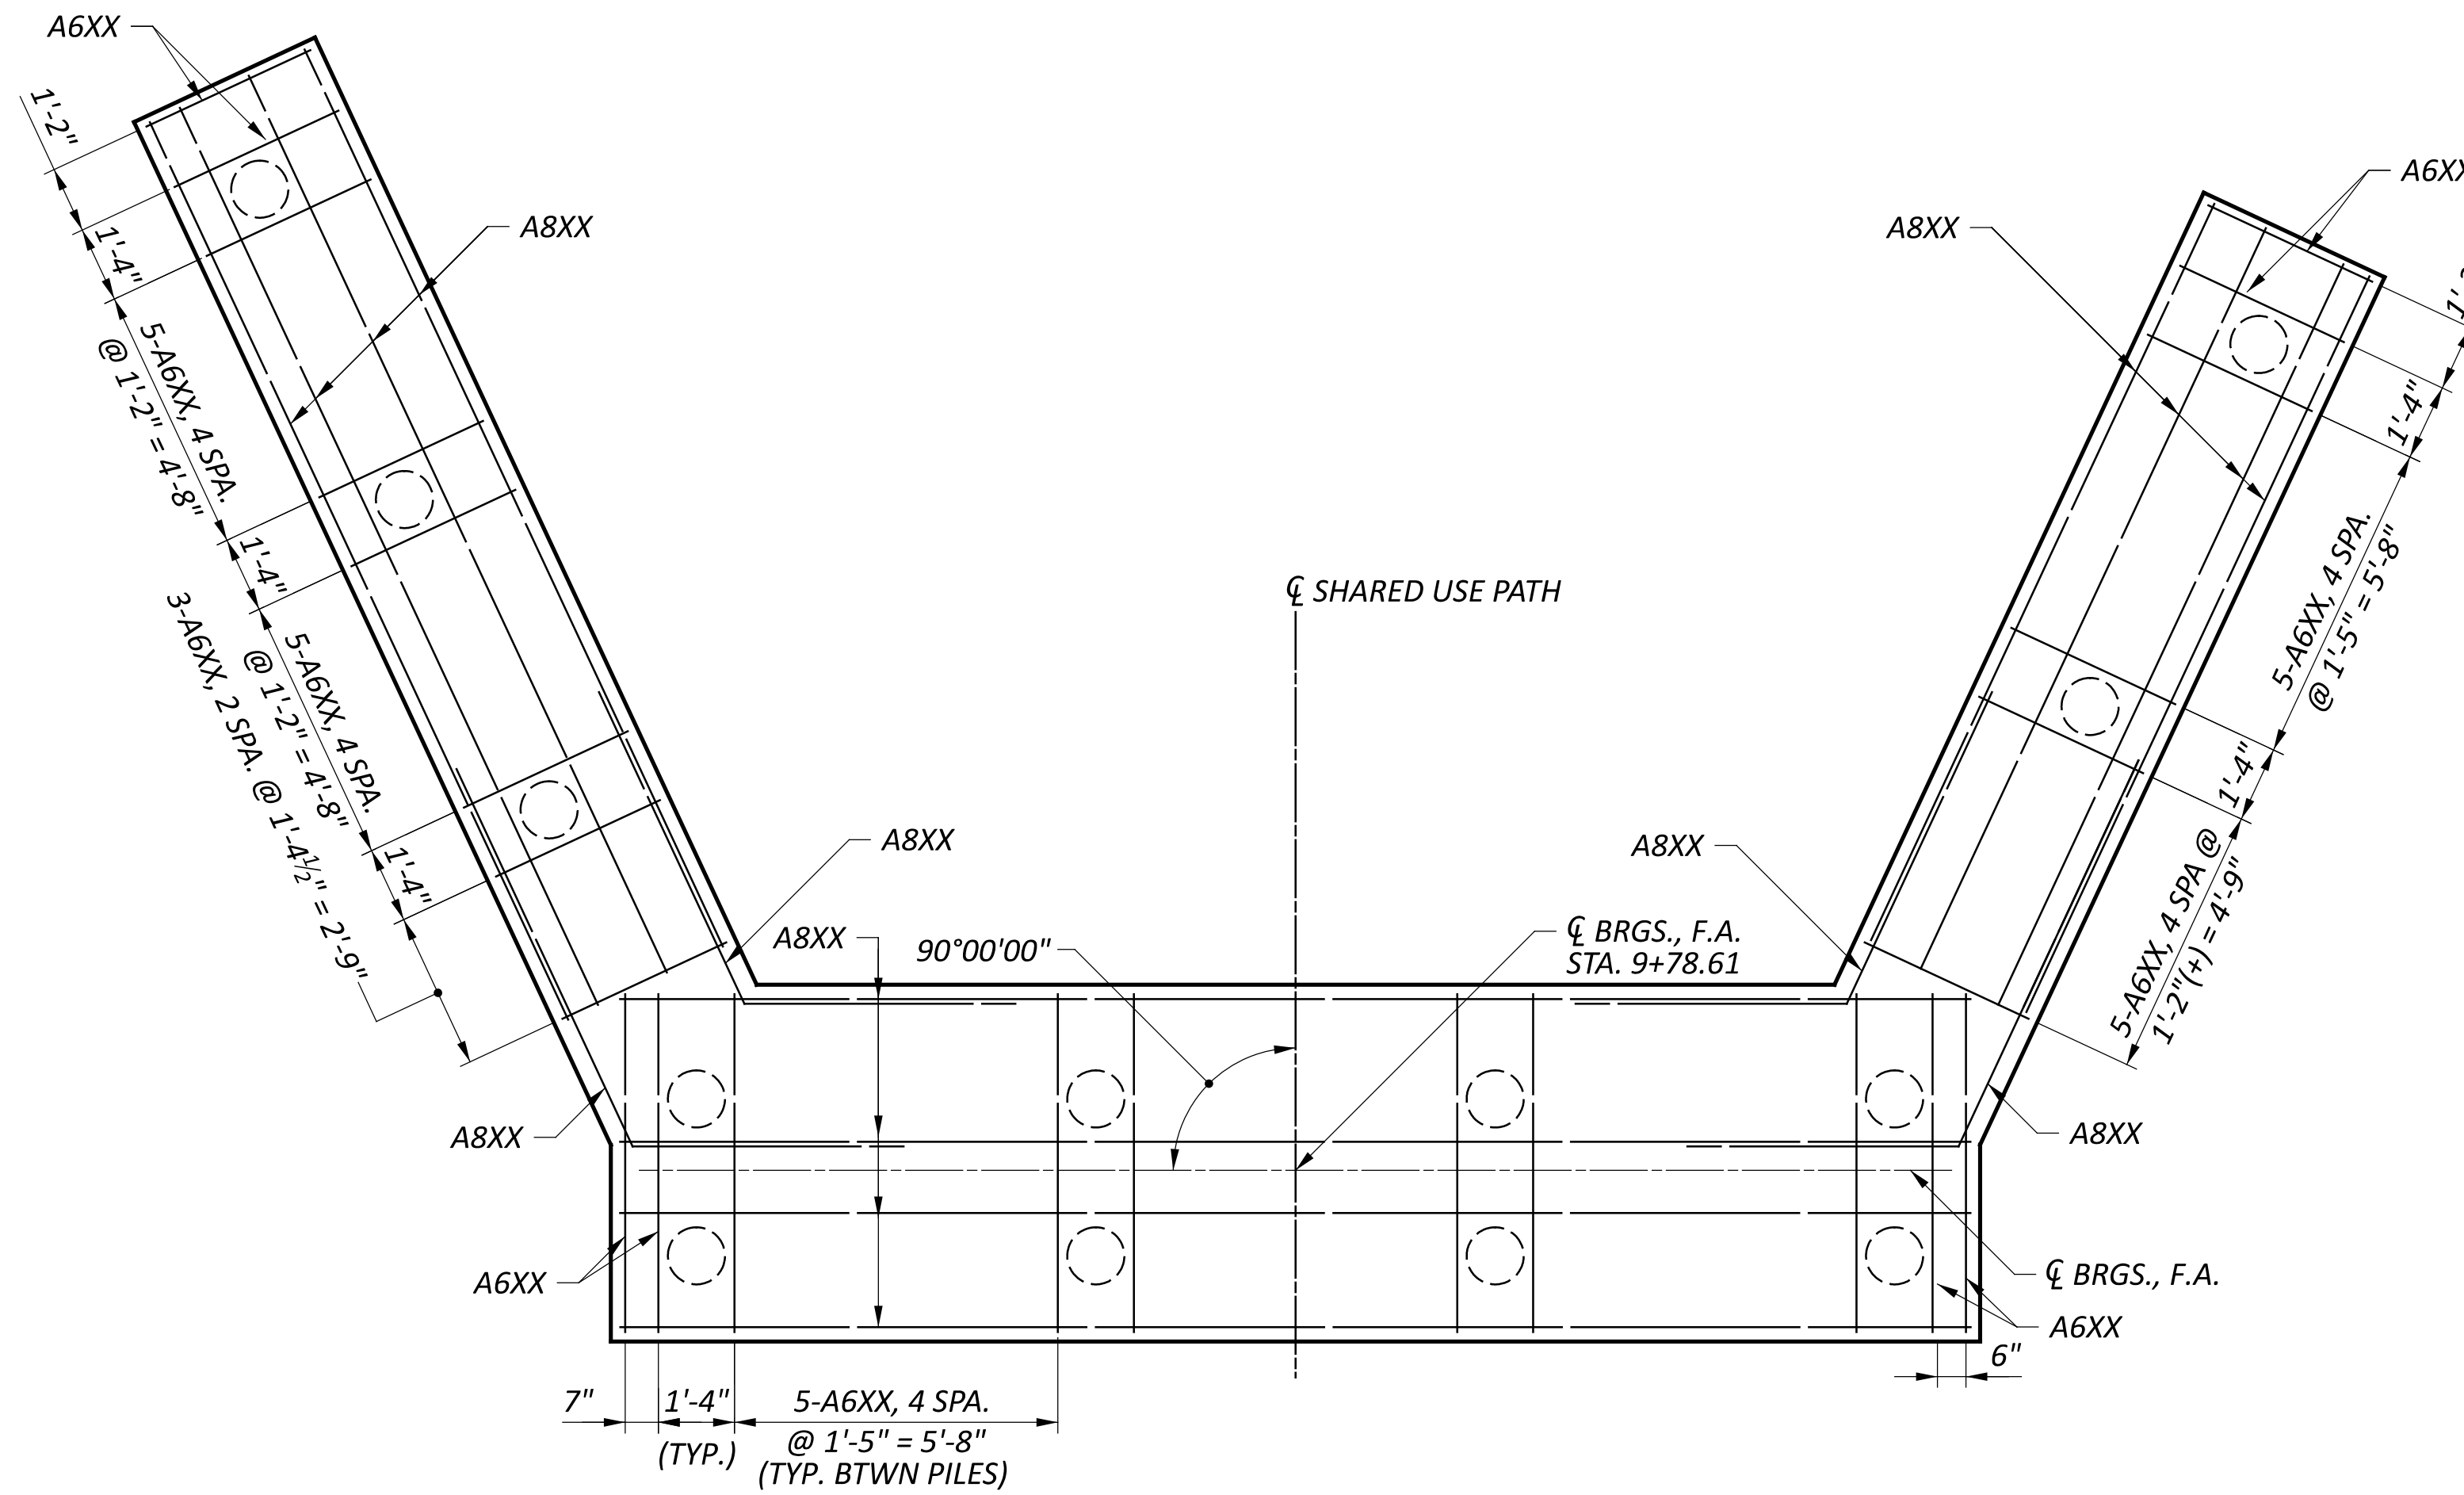 A6XX
1'-2"
1'-4"
5-A6XX, 4 SPA.
@ 1'-2" = 4'-8"
1'-4"
5-A6XX, 4 SPA.
@ 1'-2" = 4'-8"
1'-4"
3-A6XX, 2 SPA. @ 1'-4½" = 2'-9"
A8XX
A8XX
A6XX
1'-4"
5-A6XX, 4 SPA.
@ 1'-5" = 5'-8"
1'-4"
5-A6XX, 4 SPA @
1'-2"(+) = 4'-9"
℄ SHARED USE PATH
A8XX
A8XX
A8XX
90°00'00"
℄ BRGS., F.A.
STA. 9+78.61
A8XX
A8XX
A6XX
℄ BRGS., F.A.
A6XX
6"
7"
1'-4"
(TYP.)
5-A6XX, 4 SPA.
@ 1'-5" = 5'-8"
(TYP. BTWN PILES)